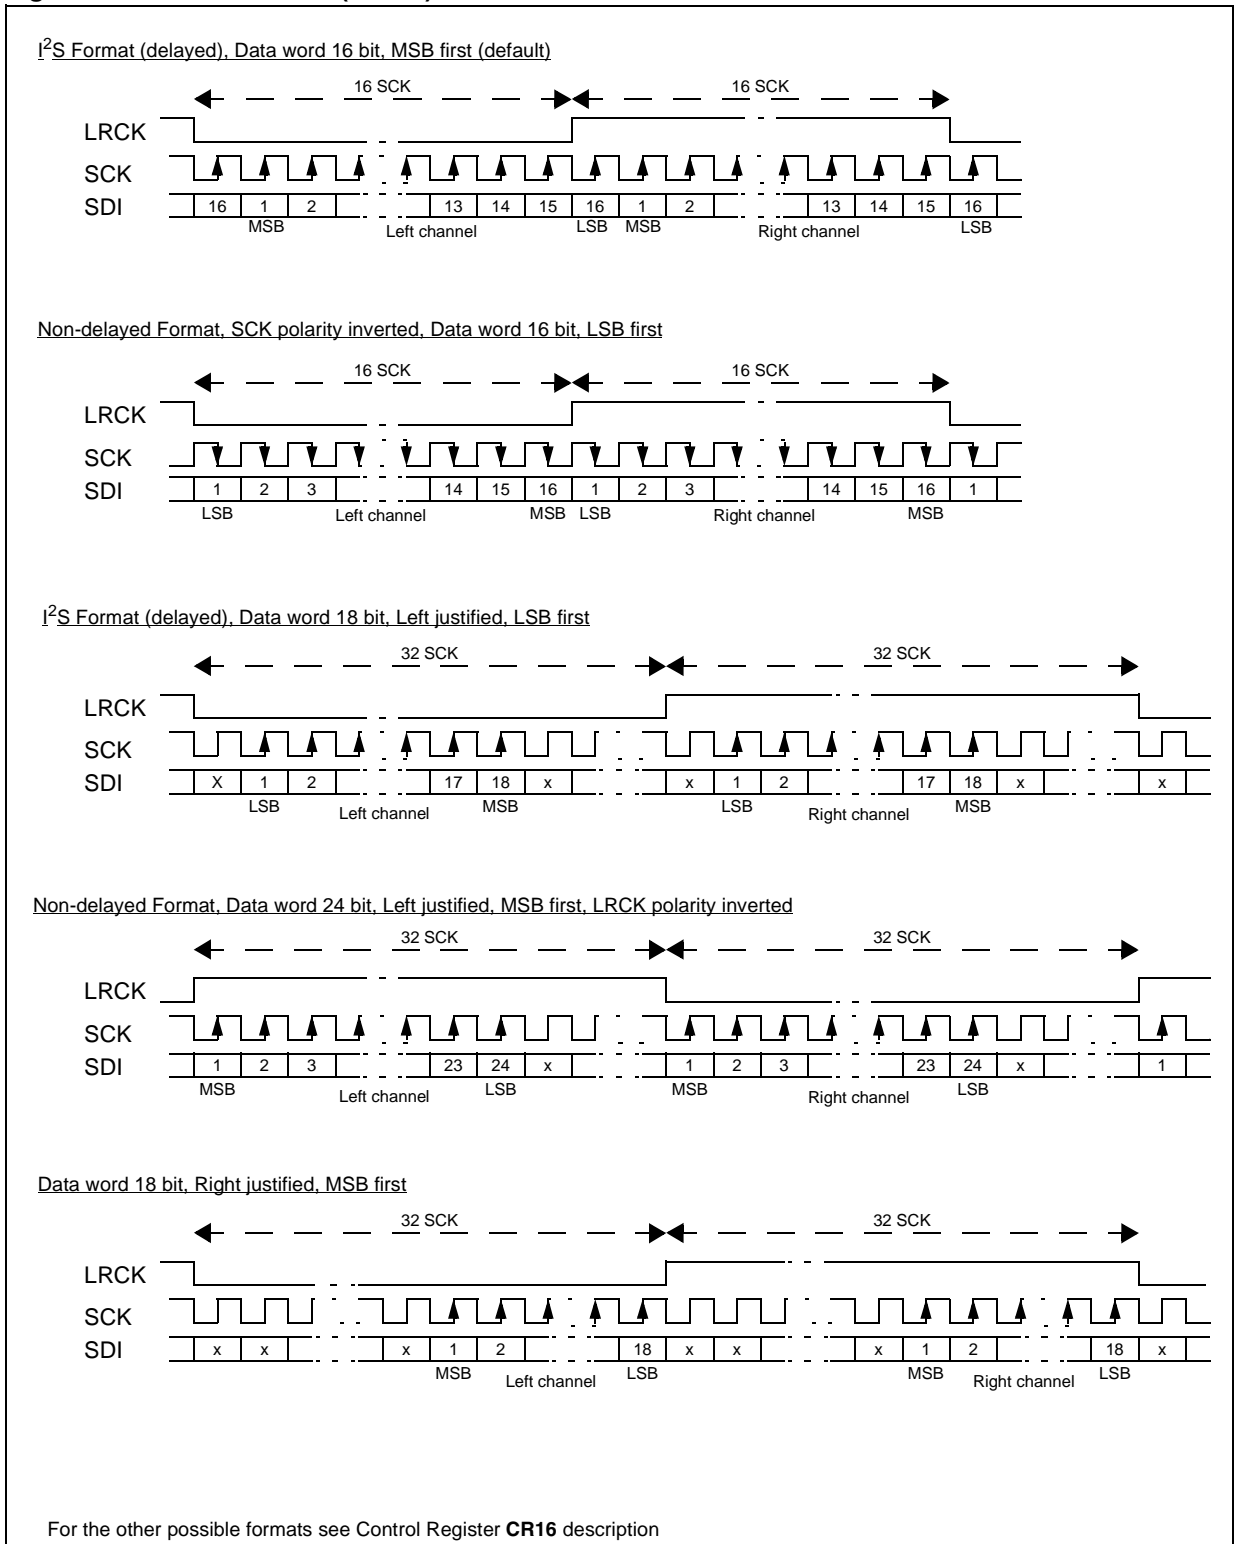 I2S Format (delayed), Data word 16 bit, MSB first (default)
16 SCK 16 SCK
LRCK
SCK
SDI 16 1 2 13 14 15 16 1 2 13 14 15 16
MSB Left channel LSB MSB Right channel LSB
Non-delayed Format, SCK polarity inverted, Data word 16 bit, LSB first
16 SCK 16 SCK
LRCK
SCK
SDI 1 2 3 14 15 16 1 2 3 14 15 16 1
LSB Left channel MSB LSB Right channel MSB
I2S Format (delayed), Data word 18 bit, Left justified, LSB first
32 SCK 32 SCK
LRCK
SCK
SDI X 1 2 17 18 x x 1 2 17 18 x x
LSB Left channel MSB LSB Right channel MSB
Non-delayed Format, Data word 24 bit, Left justified, MSB first, LRCK polarity inverted
32 SCK 32 SCK
LRCK
SCK
SDI 1 2 3 23 24 x 1 2 3 23 24 x 1
MSB Left channel LSB MSB Right channel LSB
Data word 18 bit, Right justified, MSB first
32 SCK 32 SCK
LRCK
SCK
SDI x x x 1 2 18 x x x 1 2 18 x
MSB Left channel LSB MSB Right channel LSB
For the other possible formats see Control Register CR16 description